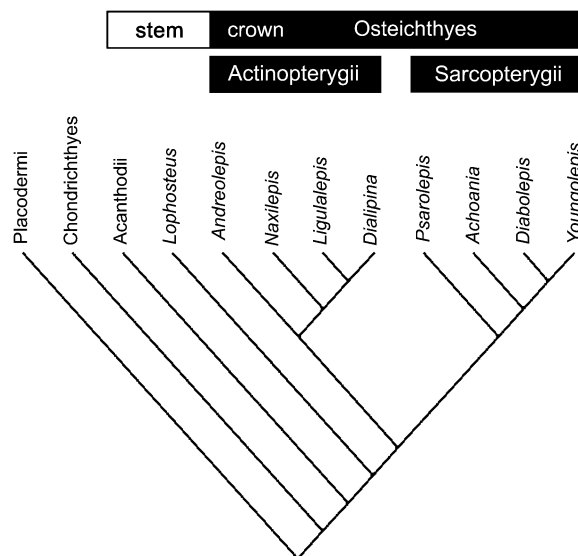 stem crown Osteichthyes
Actinopterygii Sarcopterygii
Placodermi
Chondrichthyes
Acanthodii
Lophosteus
Andreolepis
Naxilepis
Ligulalepis
Dialipina
Psarolepis
Achoania
Diabolepis
Youngolepis